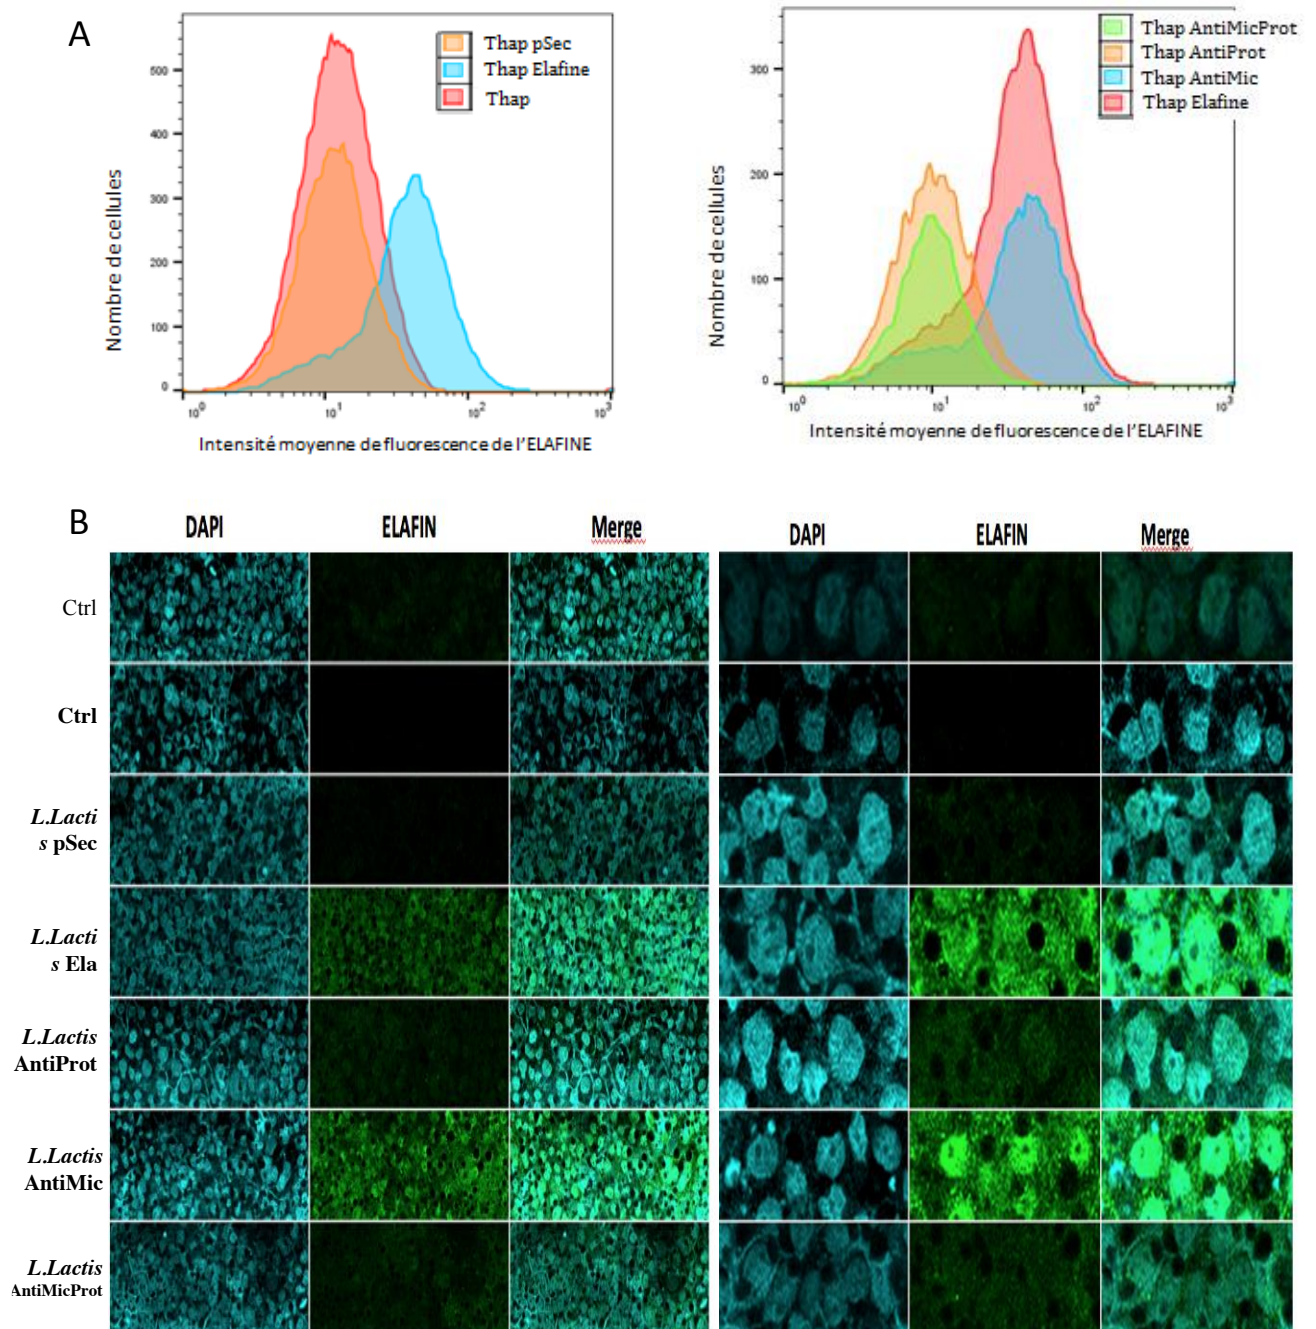 A
Thap pSec
Thap Elafine
Thap
500
400
300
200
100
0
10⁰
10¹
10²
10³
Nombre de cellules
Intensité moyenne de fluorescence de l'ELAFINE
Thap AntiMicProt
Thap AntiProt
Thap AntiMic
Thap Elafine
300
200
100
0
10⁰
10¹
10²
10³
Nombre de cellules
Intensité moyenne de fluorescence de l'ELAFINE
B
DAPI ELAFIN Merge
DAPI ELAFIN Merge
Ctrl
Ctrl
L.Lacti
s pSec
L.Lacti
s Ela
L.Lactis
AntiProt
L.Lactis
AntiMic
L.Lactis
AntiMicProt